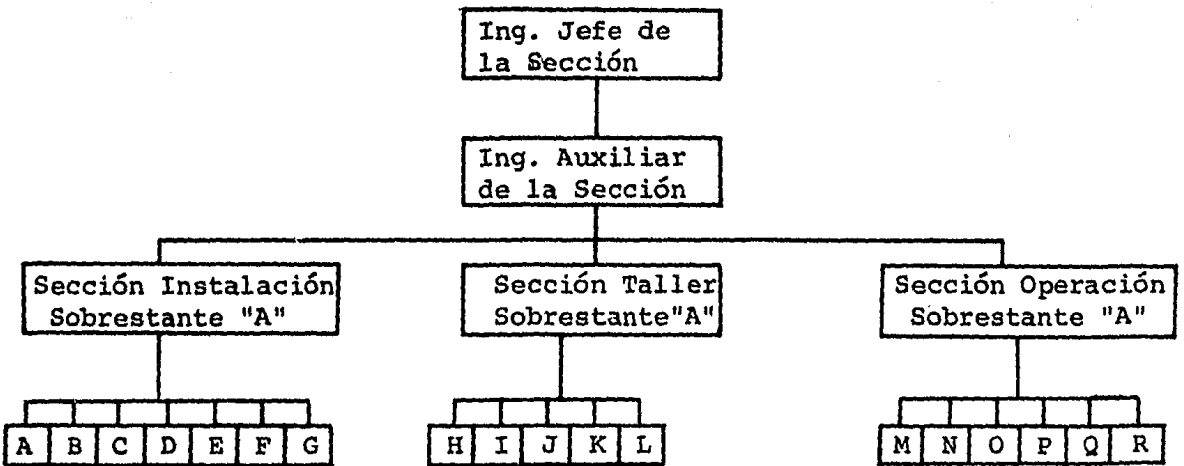 Ing. Jefe de
la Sección
Ing. Auxiliar
de la Sección
Sección Instalación
Sobrestante "A"
Sección Taller
Sobrestante"A"
Sección Operación
Sobrestante "A"
A B C D E F G
H I J K L
M N O P Q R